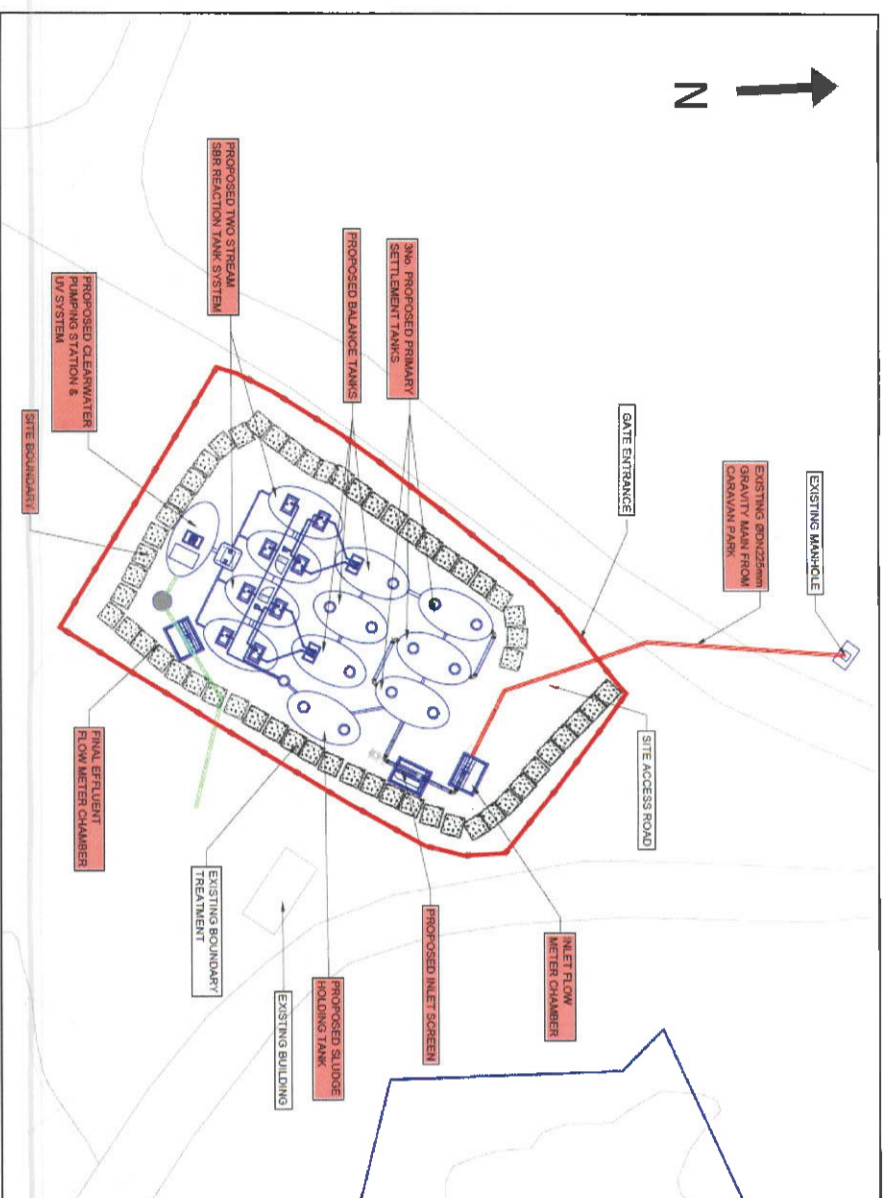 N
EXISTING MANHOLE
EXISTING ØDN225mm
GRAVITY MAIN FROM
CARAVAN PARK
GATE ENTRANCE
SITE ACCESS ROAD
3No PROPOSED PRIMARY
SETTLEMENT TANKS
PROPOSED BALANCE TANKS
PROPOSED TWO STREAM
SBR REACTION TANK SYSTEM
PROPOSED CLEARWATER
PUMPING STATION &
UV SYSTEM
SITE BOUNDARY
INLET FLOW
METER CHAMBER
PROPOSED INLET SCREEN
PROPOSED SLUDGE
HOLDING TANK
EXISTING BUILDING
EXISTING BOUNDARY
TREATMENT
FINAL EFFLUENT
FLOW METER CHAMBER